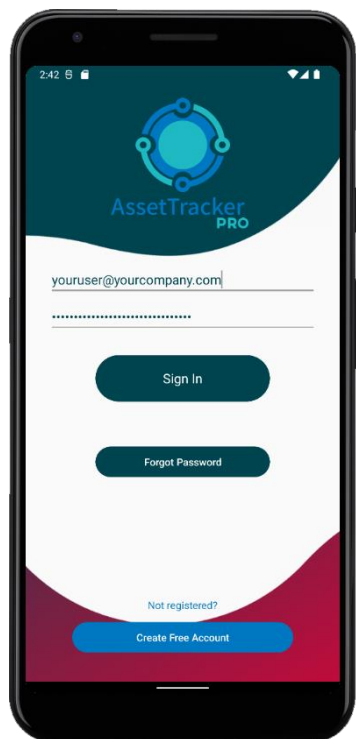 2:42
AssetTracker
PRO
youruser@yourcompany.com
•••••••••••••••••••••••••••••••
Sign In
Forgot Password
Not registered?
Create Free Account